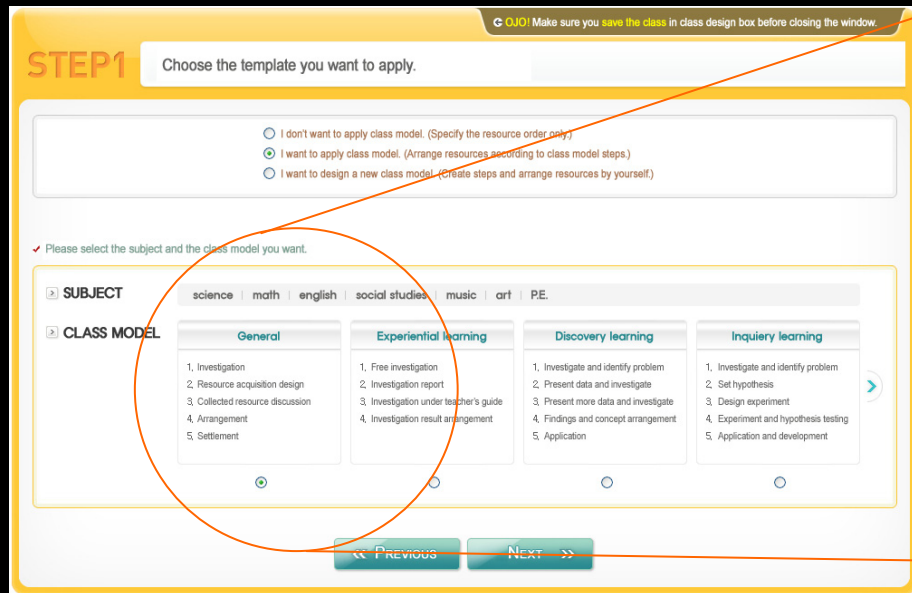 OJO! Make sure you save the class in class design box before closing the window.
STEP1
Choose the template you want to apply.
I don't want to apply class model. (Specify the resource order only.)
I want to apply class model. (Arrange resources according to class model steps.)
I want to design a new class model. (Create steps and arrange resources by yourself.)
Please select the subject and the class model you want.
SUBJECT
science | math | english | social studies | music | art | P.E.
CLASS MODEL
General
1, Investigation
2, Resource acquisition design
3, Collected resource discussion
4, Arrangement
5, Settlement
Experiential learning
1, Free investigation
2, Investigation report
3, Investigation under teacher's guide
4, Investigation result arrangement
Discovery learning
1, Investigate and identify problem
2, Present data and investigate
3, Present more data and investigate
4, Findings and concept arrangement
5, Application
Inquiery learning
1, Investigate and identify problem
2, Set hypothesis
3, Design experiment
4, Experiment and hypothesis testing
5, Application and development
PREVIOUS
NEXT